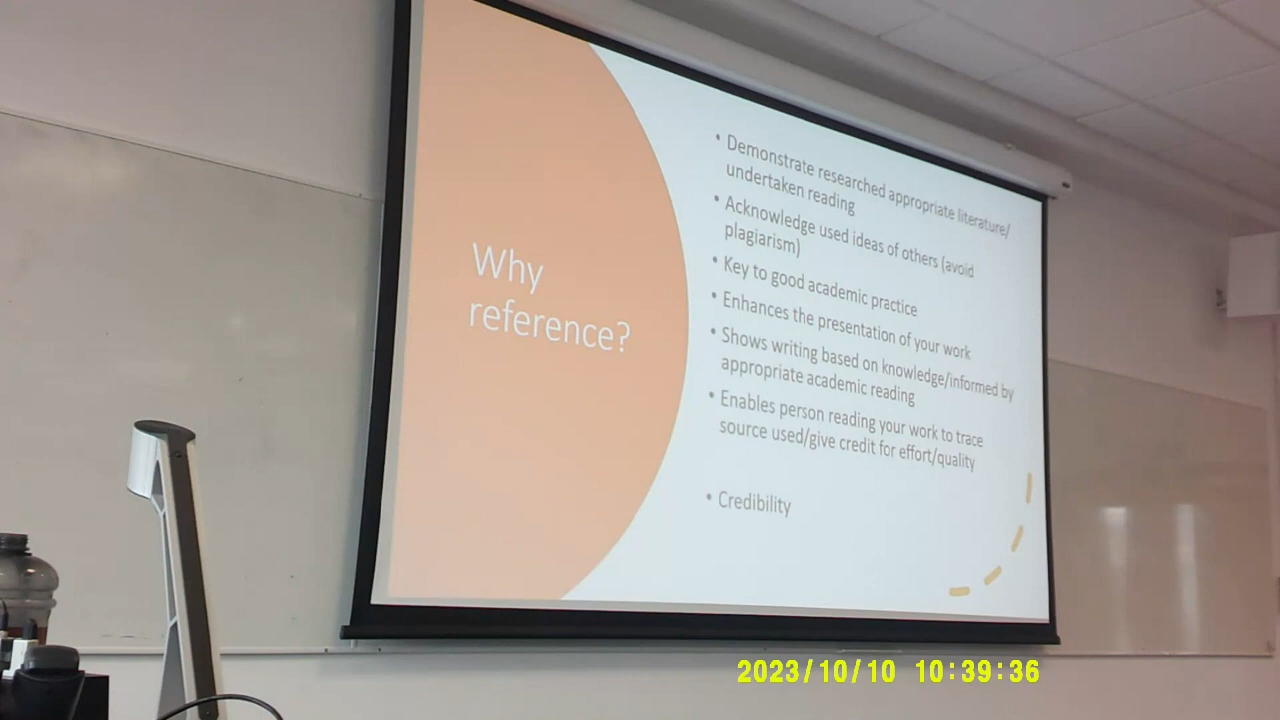 Why
reference?
• Demonstrate researched appropriate literature/
undertaken reading
• Acknowledge used ideas of others (avoid
plagiarism)
• Key to good academic practice
• Enhances the presentation of your work
• Shows writing based on knowledge/informed by
appropriate academic reading
• Enables person reading your work to trace
source used/give credit for effort/quality
• Credibility
2023/10/10 10:39:36